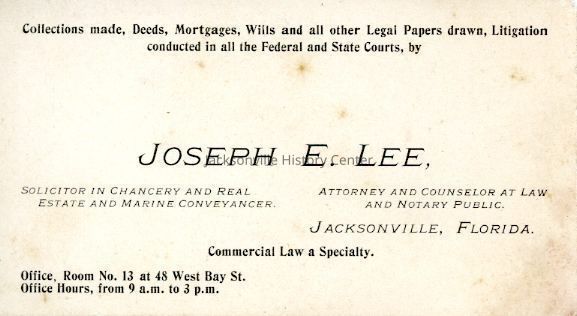 Collections made, Deeds, Mortgages, Wills and all other Legal Papers drawn, Litigation
conducted in all the Federal and State Courts, by
JOSEPH E. LEE,
Jacksonville History Center
SOLICITOR IN CHANCERY AND REAL
ESTATE AND MARINE CONVEYANCER.
ATTORNEY AND COUNSELOR AT LAW
AND NOTARY PUBLIC.
JACKSONVILLE, FLORIDA.
Commercial Law a Specialty.
Office, Room No. 13 at 48 West Bay St.
Office Hours, from 9 a.m. to 3 p.m.